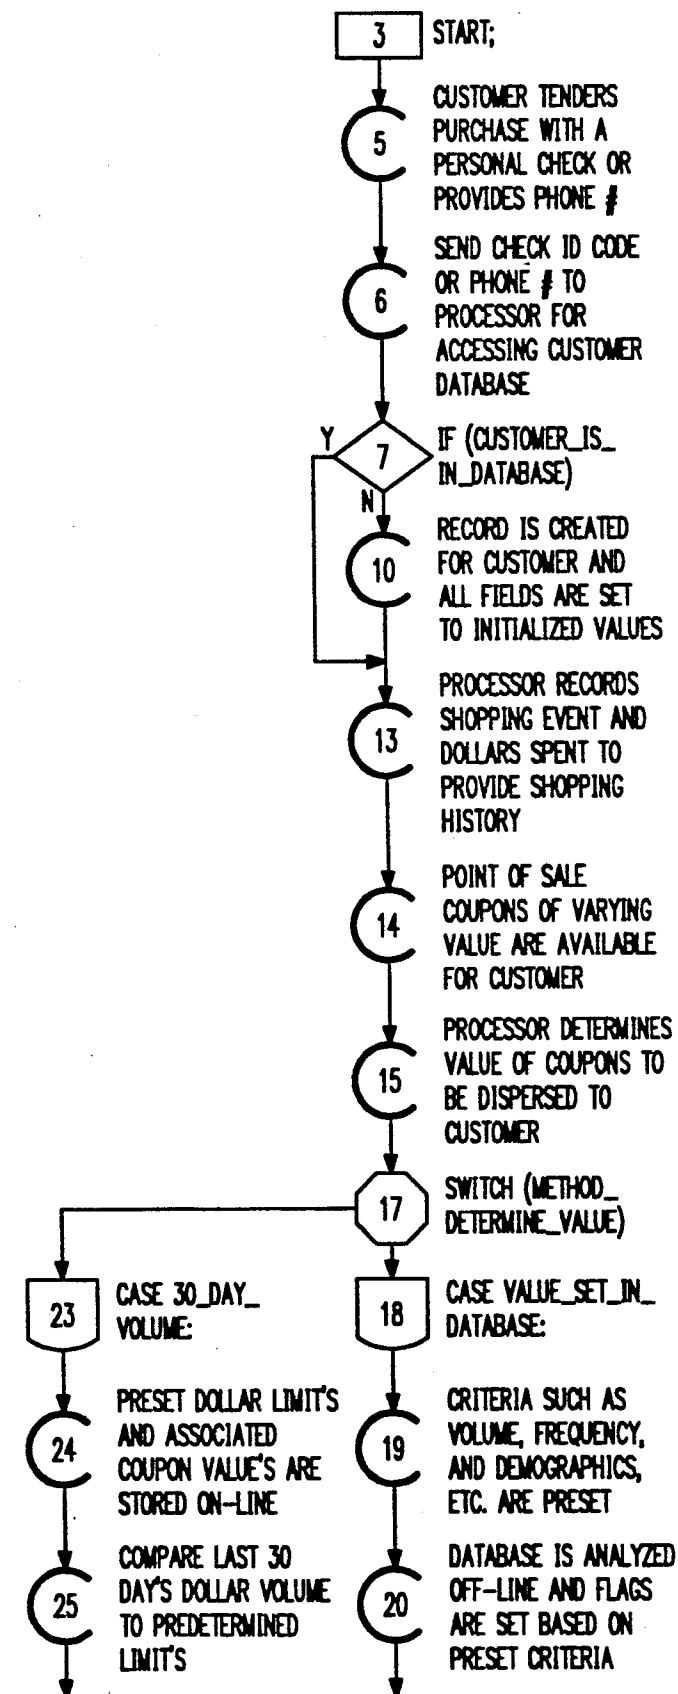 3 START;
CUSTOMER TENDERS
PURCHASE WITH A
5
PERSONAL CHECK OR
PROVIDES PHONE #
SEND CHECK ID CODE
OR PHONE # TO
6
PROCESSOR FOR
ACCESSING CUSTOMER
DATABASE
Y
IF (CUSTOMER_IS_
7
IN_DATABASE)
N
RECORD IS CREATED
FOR CUSTOMER AND
10
ALL FIELDS ARE SET
TO INITIALIZED VALUES
PROCESSOR RECORDS
SHOPPING EVENT AND
13
DOLLARS SPENT TO
PROVIDE SHOPPING
HISTORY
POINT OF SALE
COUPONS OF VARYING
14
VALUE ARE AVAILABLE
FOR CUSTOMER
PROCESSOR DETERMINES
VALUE OF COUPONS TO
15
BE DISPERSED TO
CUSTOMER
SWITCH (METHOD_
17
DETERMINE_VALUE)
23
CASE 30_DAY_
VOLUME:
18
CASE VALUE_SET_IN_
DATABASE:
PRESET DOLLAR LIMIT'S
AND ASSOCIATED
24
COUPON VALUE'S ARE
STORED ON-LINE
CRITERIA SUCH AS
VOLUME, FREQUENCY,
19
AND DEMOGRAPHICS,
ETC. ARE PRESET
COMPARE LAST 30
DAY'S DOLLAR VOLUME
25
TO PREDETERMINED
LIMIT'S
DATABASE IS ANALYZED
OFF-LINE AND FLAGS
20
ARE SET BASED ON
PRESET CRITERIA